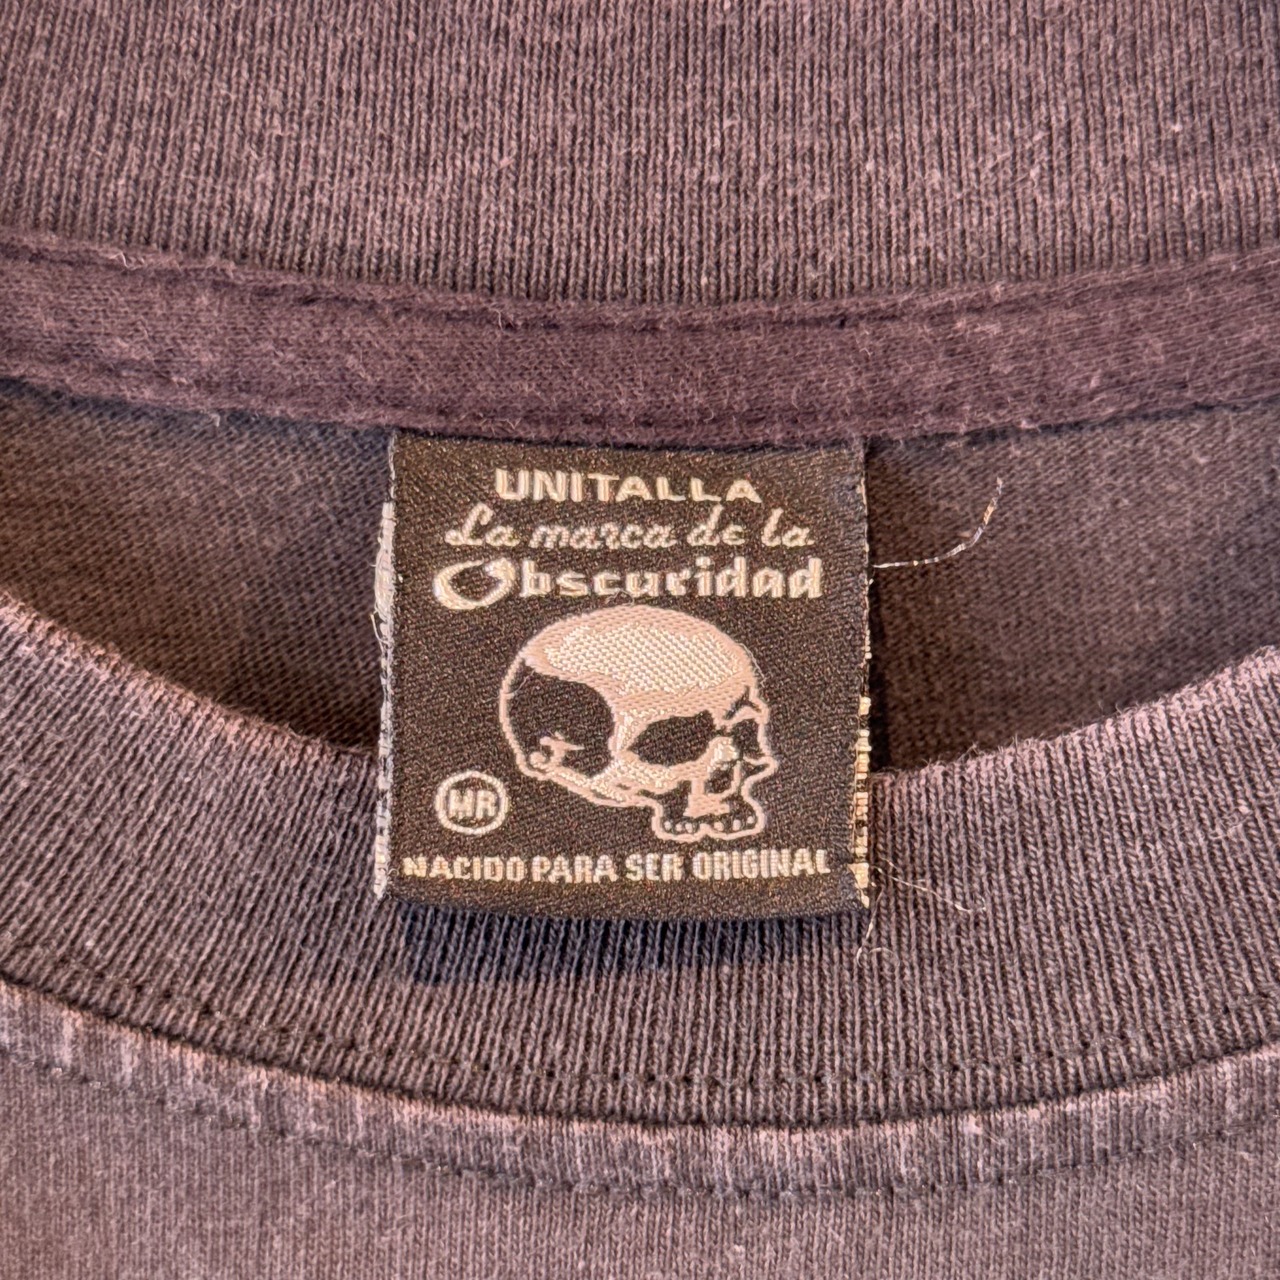 UNITALLA
La marca de la
Obscuridad
MR
NACIDO PARA SER ORIGINAL